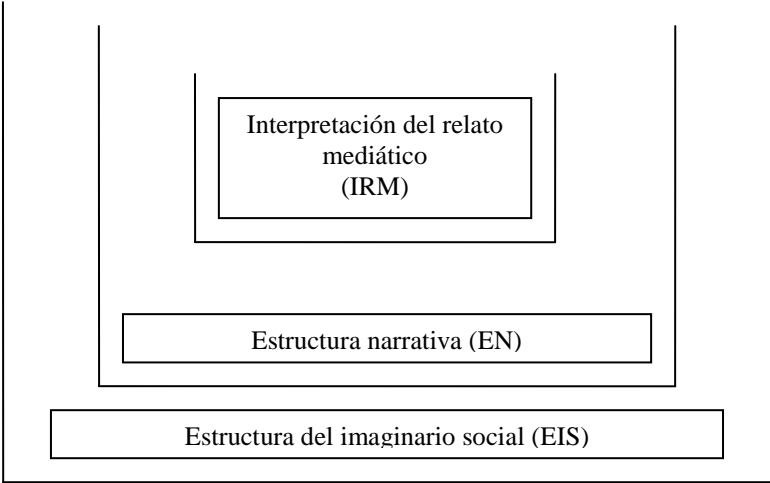 Interpretación del relato
mediático
(IRM)
Estructura narrativa (EN)
Estructura del imaginario social (EIS)